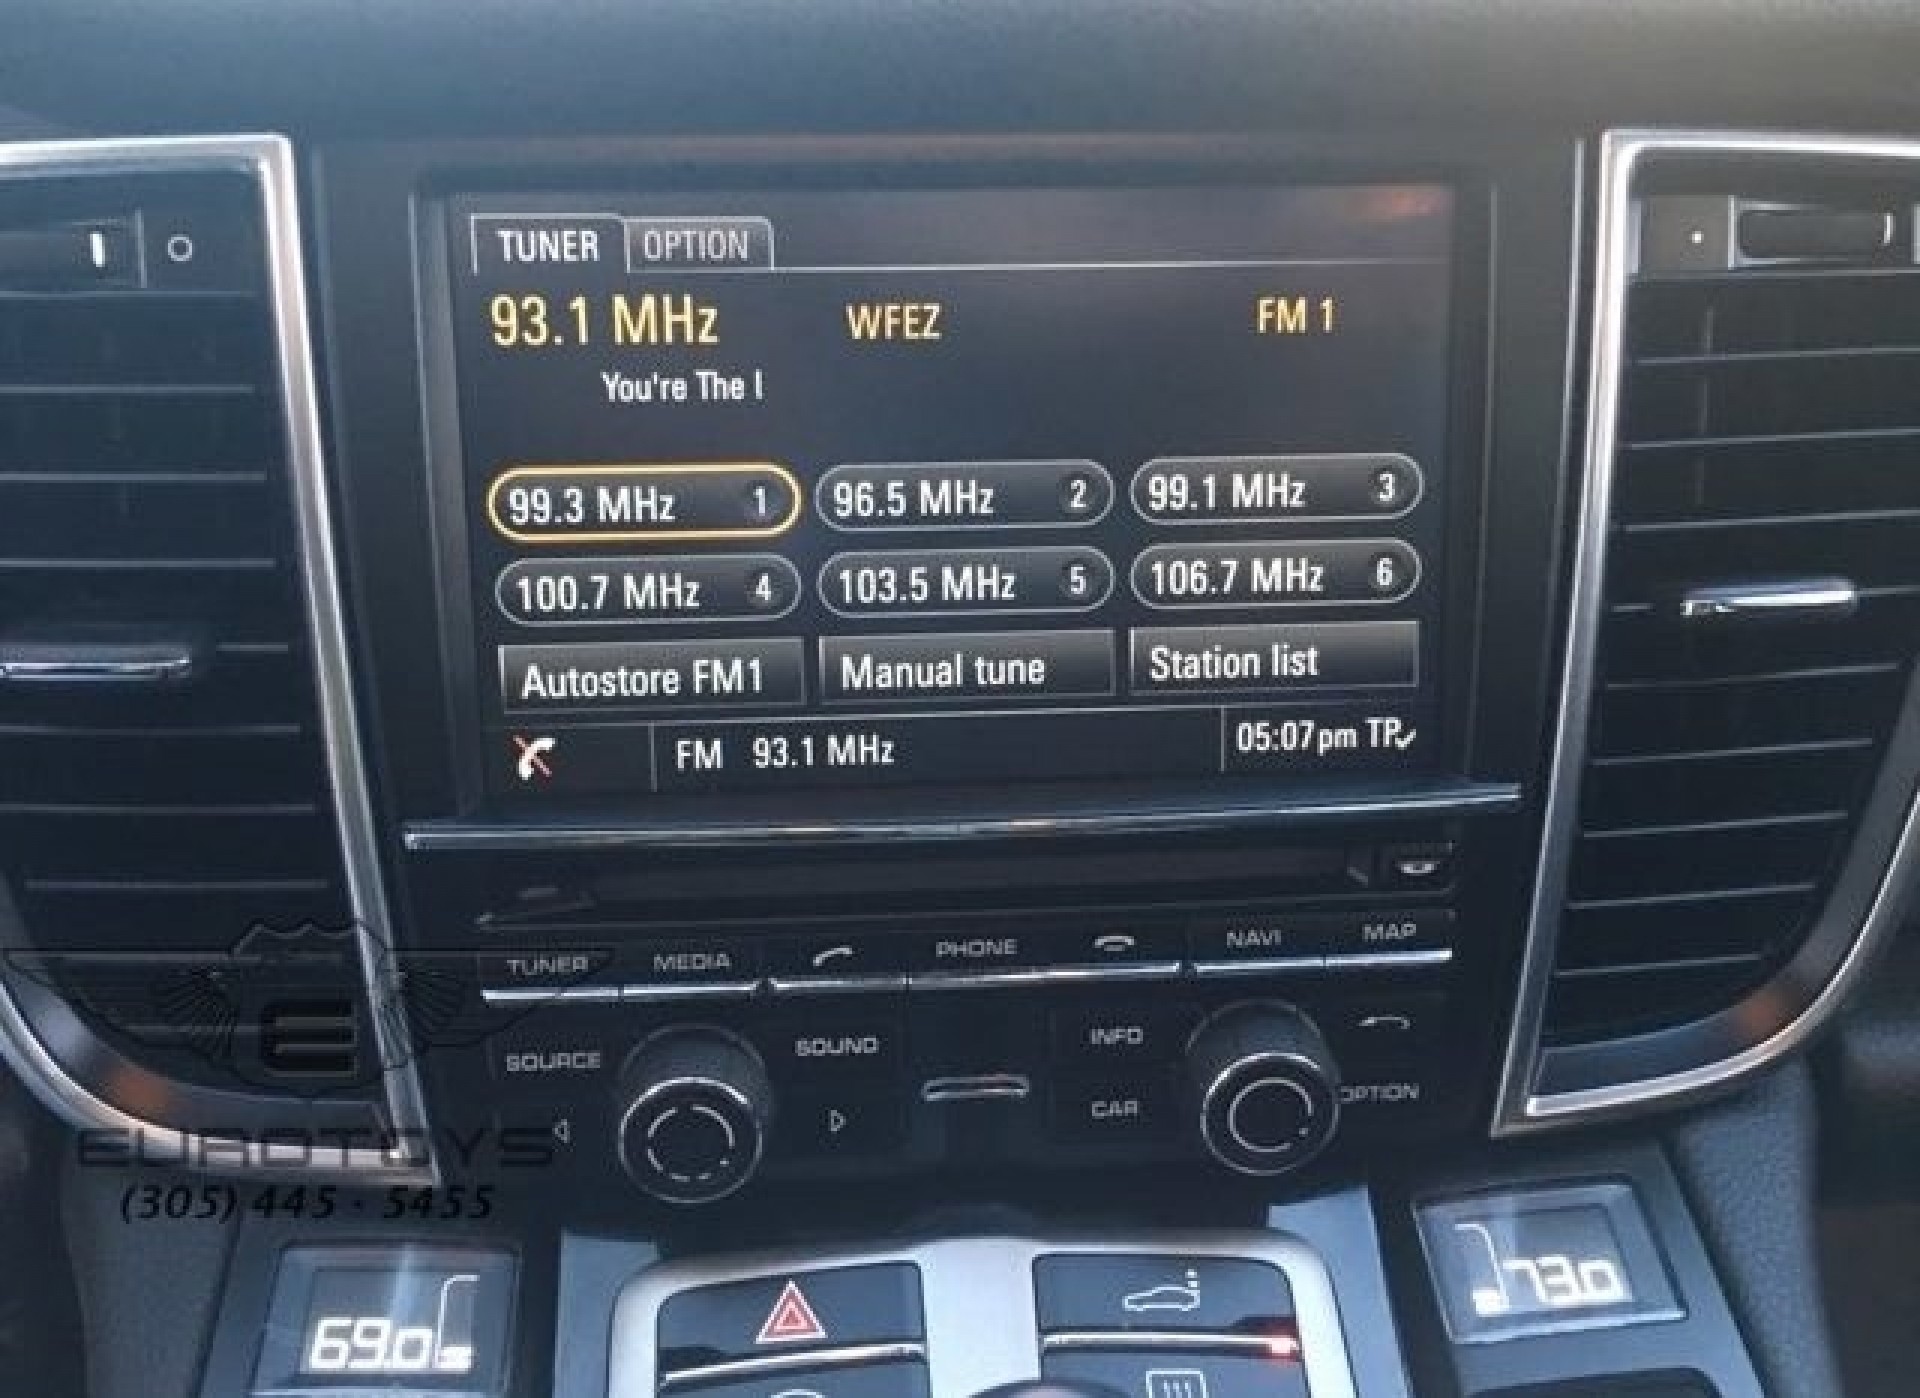 TUNER OPTION
93.1 MHz WFEZ FM 1
You're The
99.3 MHz 1 96.5 MHz 2 99.1 MHz 3
100.7 MHz 4 103.5 MHz 5 106.7 MHz 6
Autostore FM1 Manual tune Station list
FM 93.1 MHz 05:07pm TP
TUNER MEDIA PHONE NAVI MAP
SOURCE SOUND INFO
CAR OPTION
E
EUROTOYS
(305) 445 · 5455
69.0 73.0